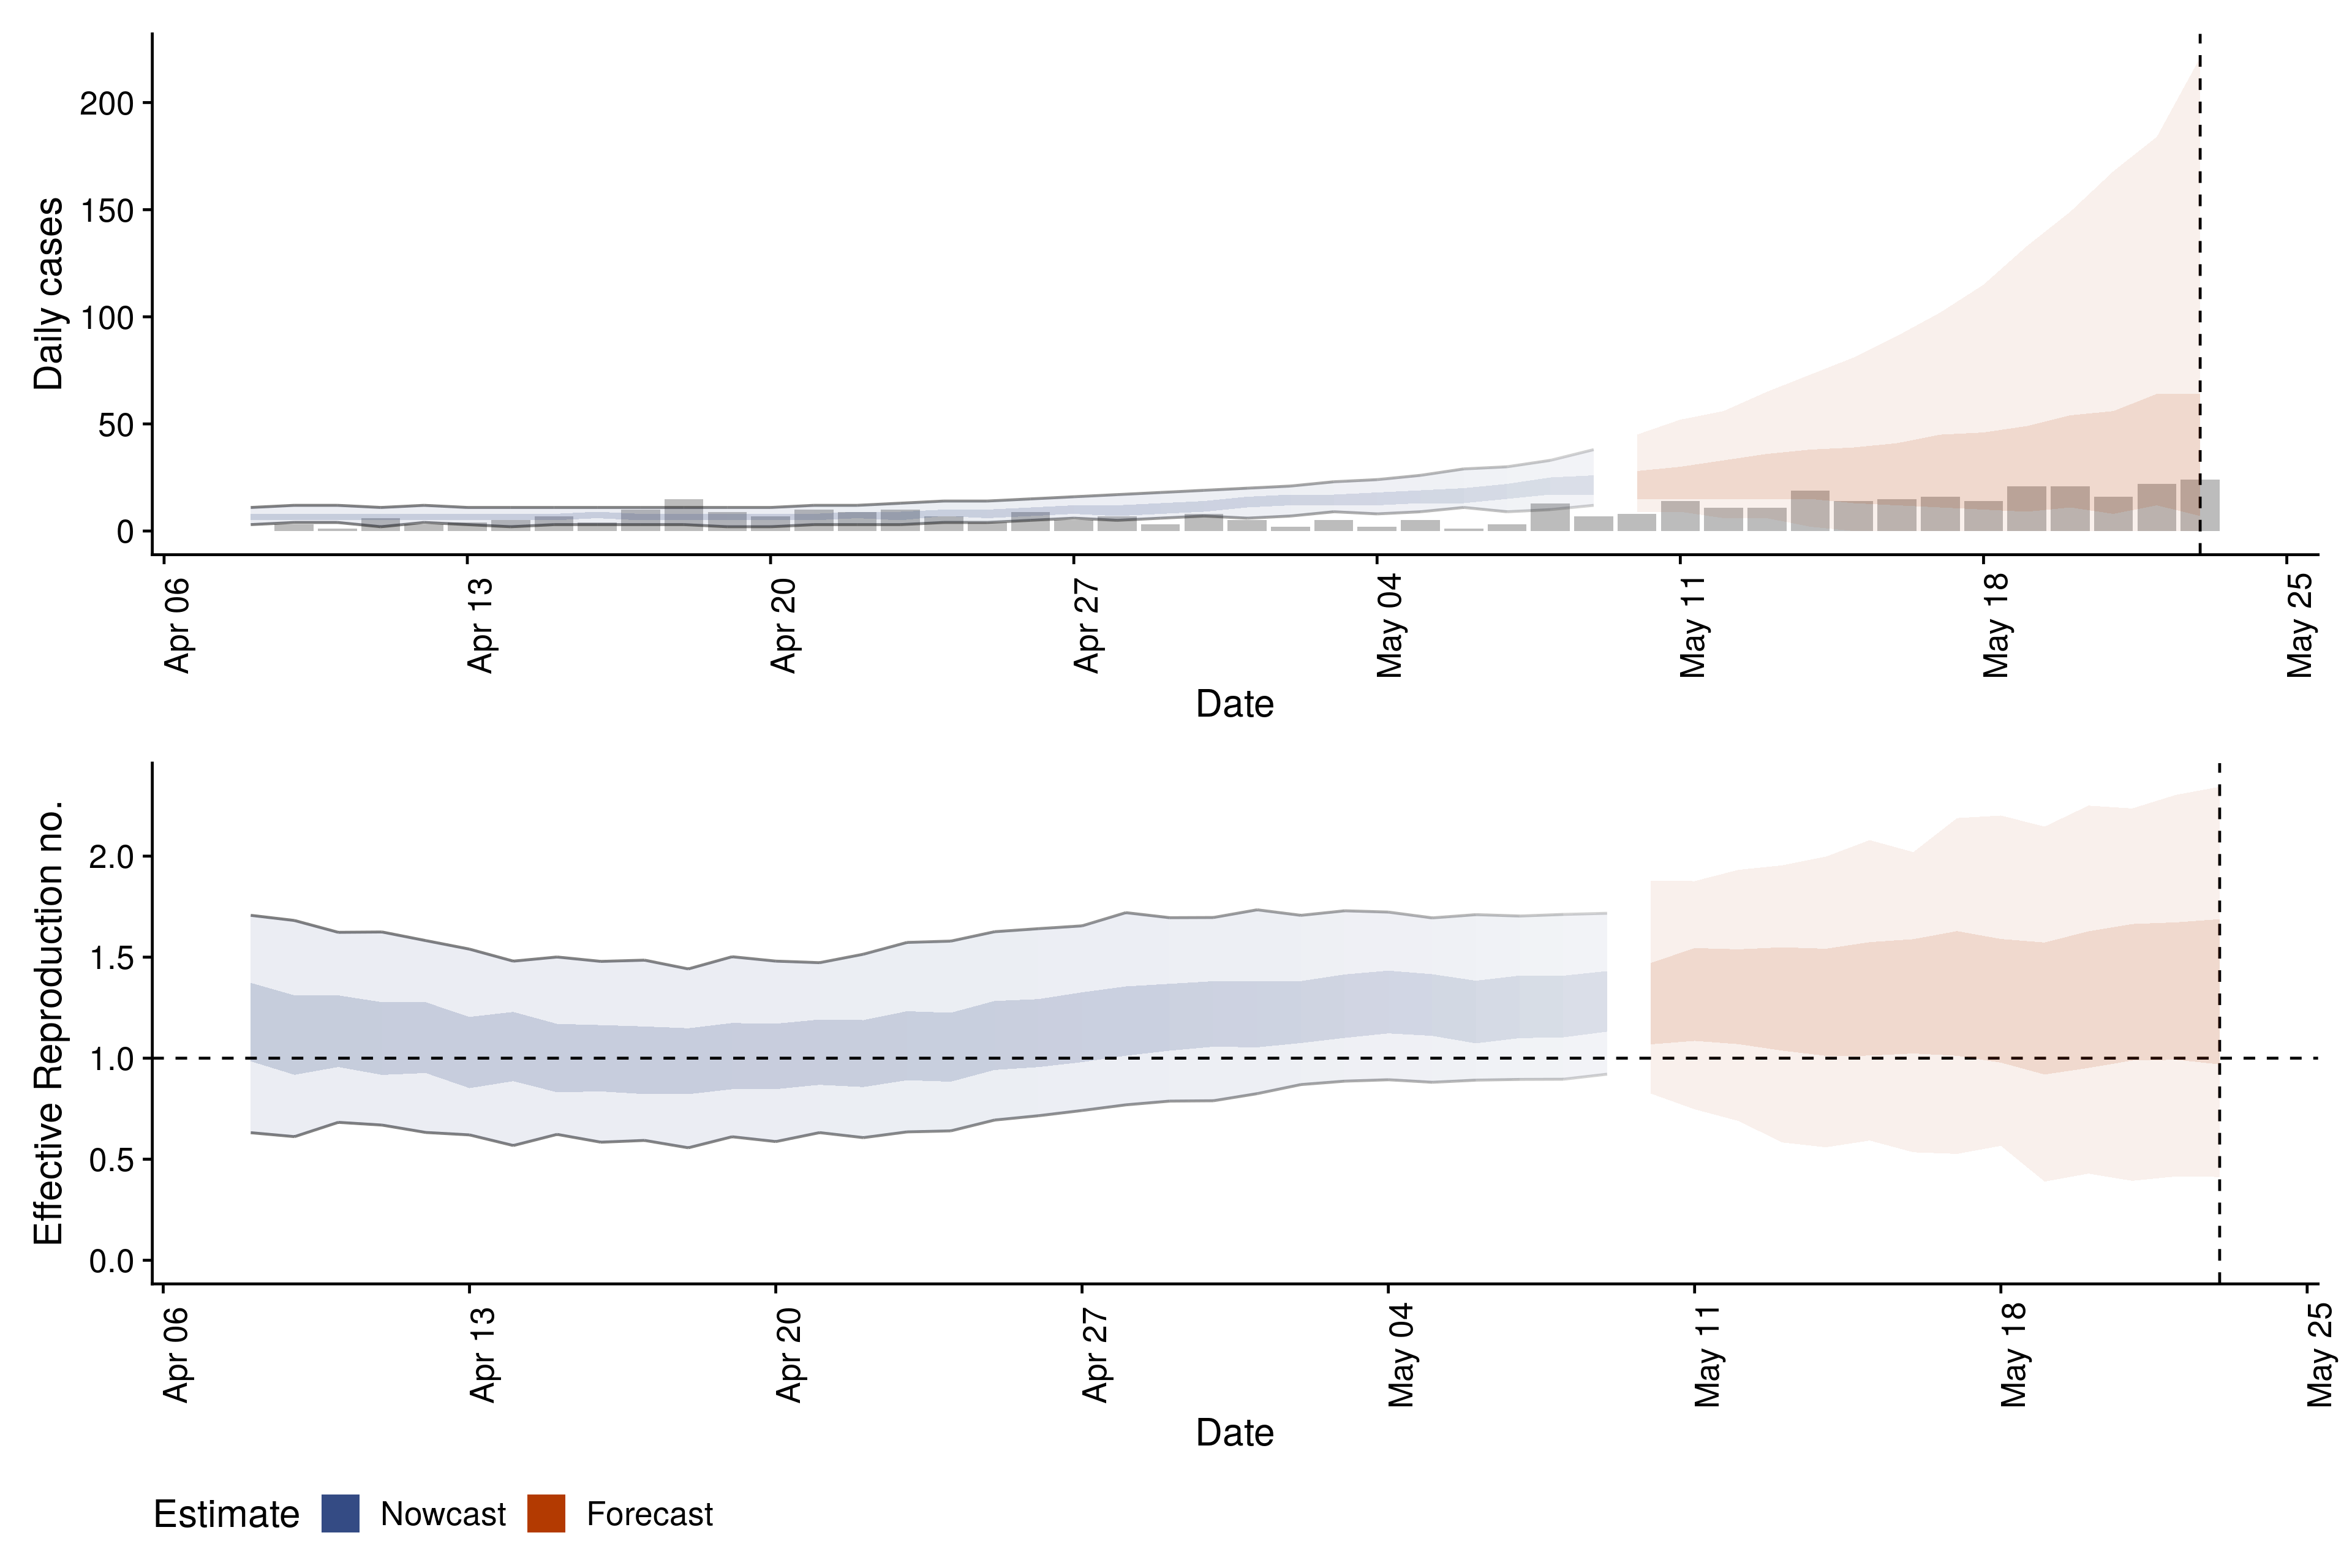 Daily cases
200
150
100
50
0
Apr 06
Apr 13
Apr 20
Apr 27
May 04
May 11
May 18
May 25
Date
Effective Reproduction no.
2.0
1.5
1.0
0.5
0.0
Apr 06
Apr 13
Apr 20
Apr 27
May 04
May 11
May 18
May 25
Date
Estimate Nowcast Forecast